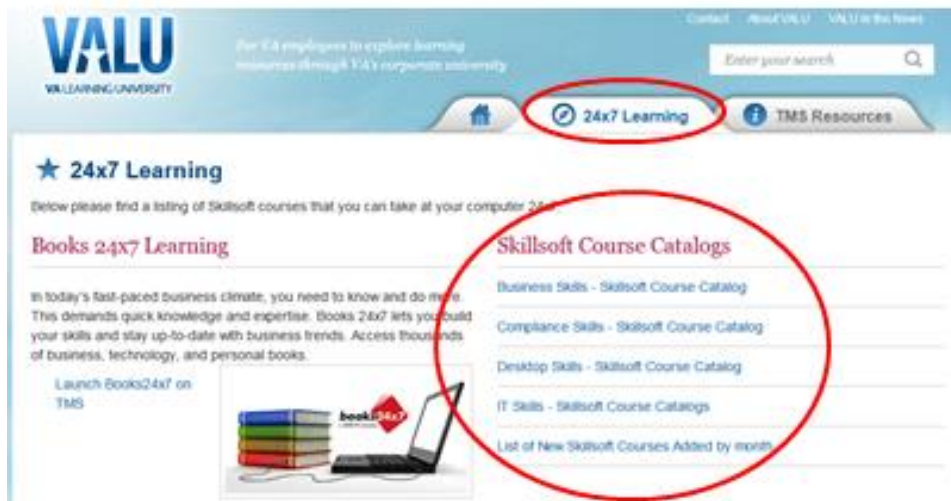 Contact About VALU VALU in the News
VALU
VA LEARNING UNIVERSITY
For VA employees to explore learning
resources through VA's corporate university
Enter your search
24x7 Learning
TMS Resources
24x7 Learning
Below please find a listing of Skillsoft courses that you can take at your computer
Books 24x7 Learning
In today's fast-paced business climate, you need to know and do more.
This demands quick knowledge and expertise. Books 24x7 lets you build
your skills and stay up-to-date with business trends. Access thousands
of business, technology, and personal books.
Launch Books24x7 on
TMS
books24x7
Skillsoft Course Catalogs
Business Skills - Skillsoft Course Catalog
Compliance Skills - Skillsoft Course Catalog
Desktop Skills - Skillsoft Course Catalog
IT Skills - Skillsoft Course Catalogs
List of New Skillsoft Courses Added by month